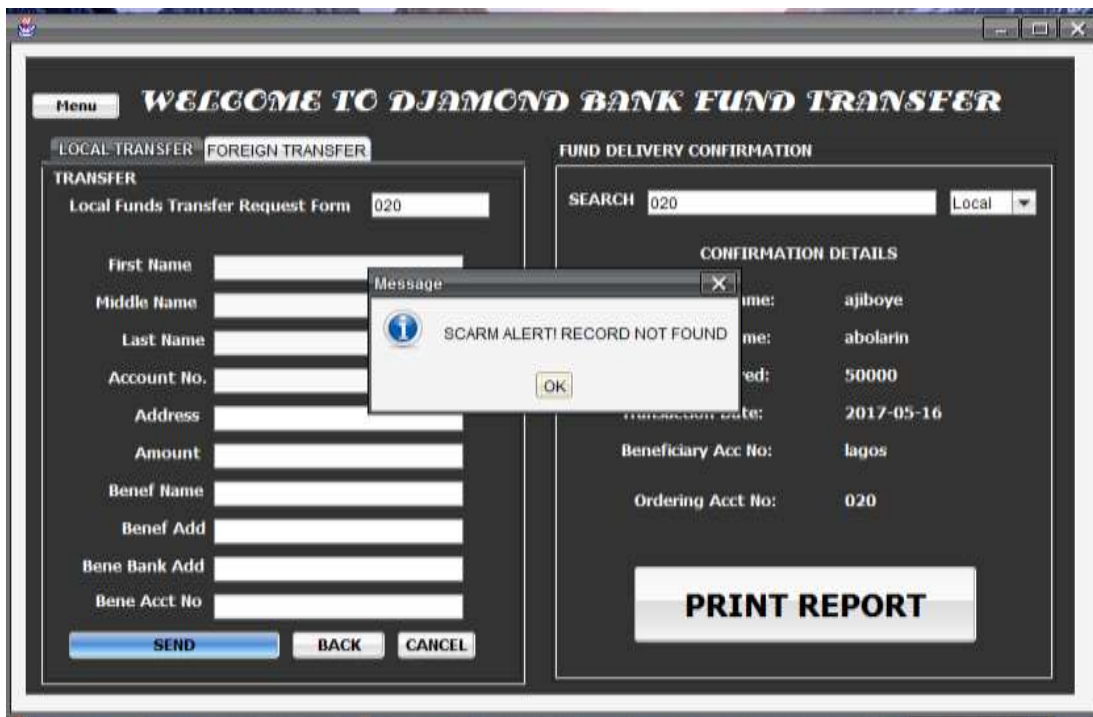 Menu WELCOME TO DIAMOND BANK FUND TRANSFER
LOCAL TRANSFER FOREIGN TRANSFER
TRANSFER
Local Funds Transfer Request Form 020
First Name
Middle Name
Last Name
Account No.
Address
Amount
Benef Name
Benef Add
Bene Bank Add
Bene Acct No
SEND BACK CANCEL
Message
SCARM ALERT! RECORD NOT FOUND
OK
FUND DELIVERY CONFIRMATION
SEARCH 020 Local
CONFIRMATION DETAILS
ame: ajiboye
me: abolarin
red: 50000
Transaction Date: 2017-05-16
Beneficiary Acc No: lagos
Ordering Acct No: 020
PRINT REPORT